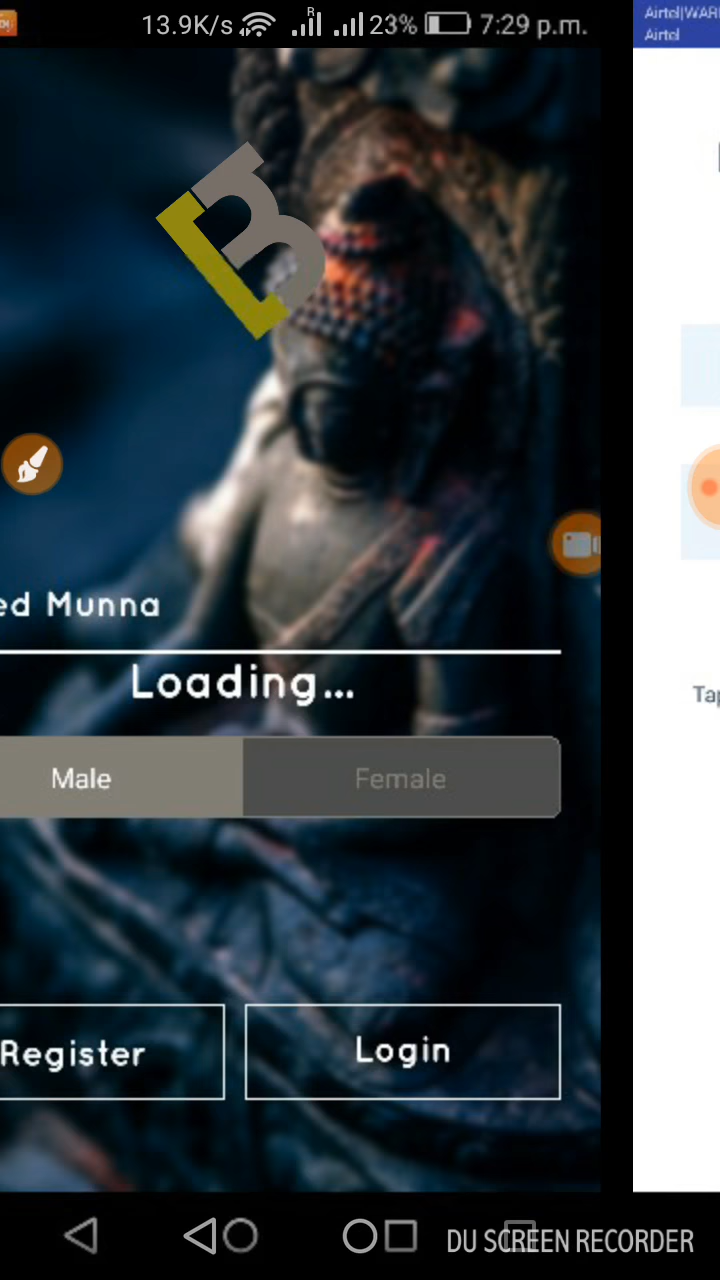 13.9K/s R 23% 7:29 p.m.
Airtel|WAR
Airtel
ed Munna
Loading...
Tap
Male Female
Register Login
DU SCREEN RECORDER